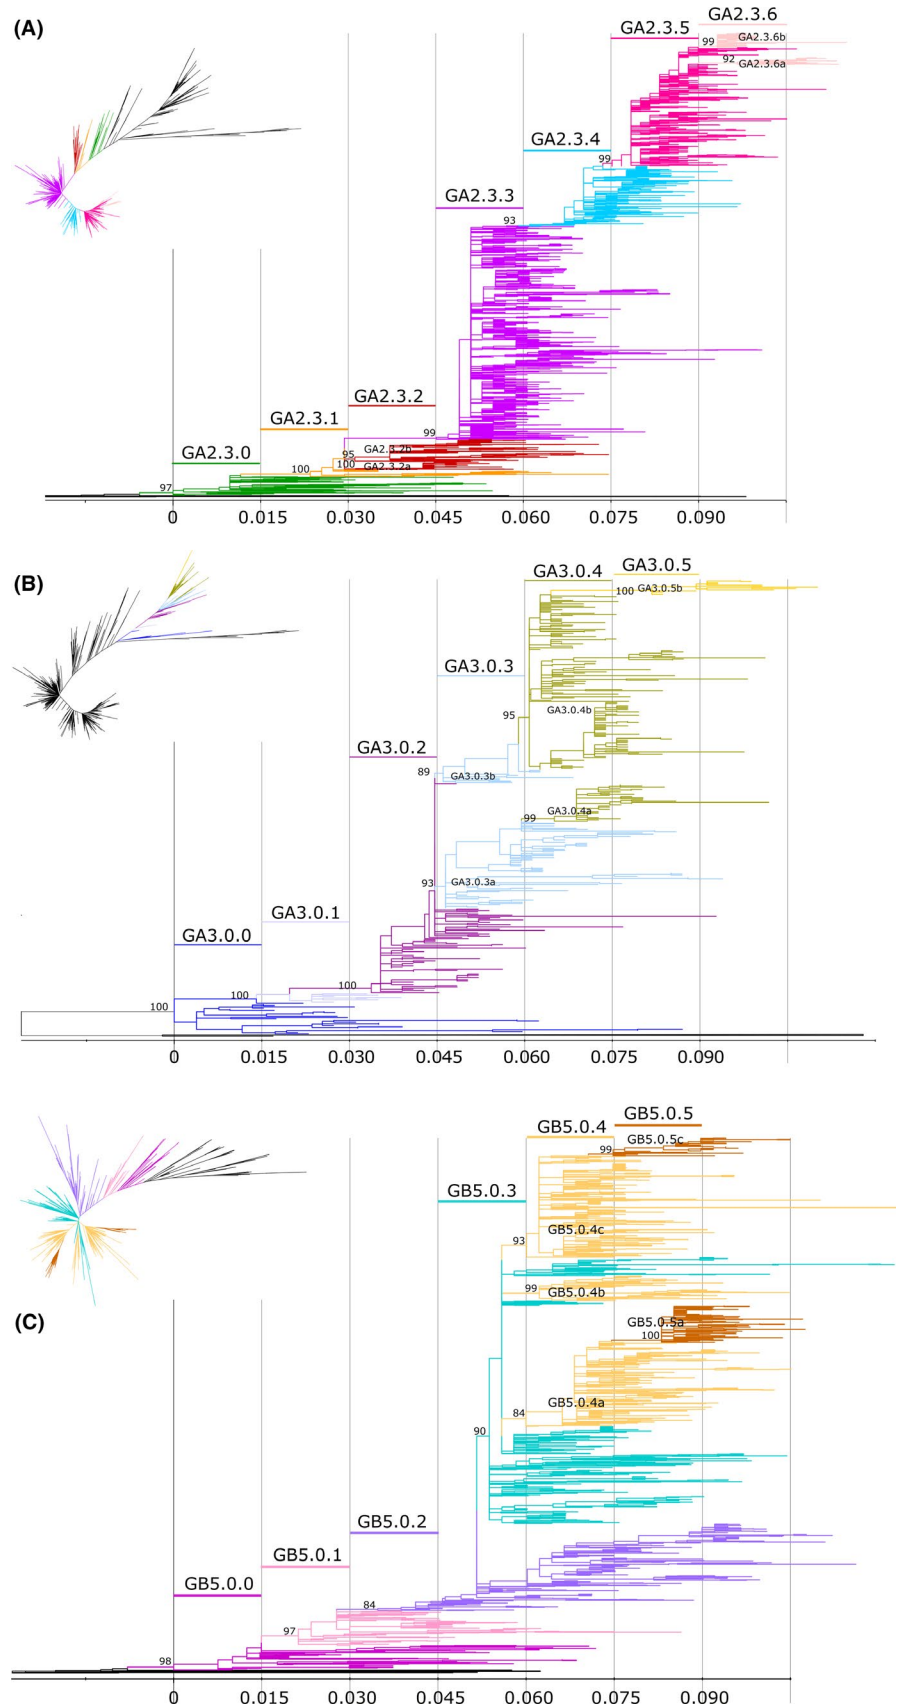 (A)
GA2.3.6
GA2.3.5
99 GA2.3.6b
92 GA2.3.6a
GA2.3.4
99
GA2.3.3
93
GA2.3.2
GA2.3.1
99
GA2.3.0
95 GA2.3.2b
100 100 GA2.3.2a
97
0 0.015 0.030 0.045 0.060 0.075 0.090
(B)
GA3.0.5
GA3.0.4
100 GA3.0.5b
GA3.0.3
95 GA3.0.4b
GA3.0.2
89 GA3.0.3b
GA3.0.4a
99
93 GA3.0.3a
GA3.0.1
GA3.0.0
100
100
100
0 0.015 0.030 0.045 0.060 0.075 0.090
GB5.0.5
GB5.0.4
GB5.0.5c
99
GB5.0.3
GB5.0.4c
93
99 GB5.0.4b
(C)
GB5.0.5a
100
GB5.0.4a
84
90
GB5.0.2
GB5.0.1
GB5.0.0
84
97
98
0 0.015 0.030 0.045 0.060 0.075 0.090